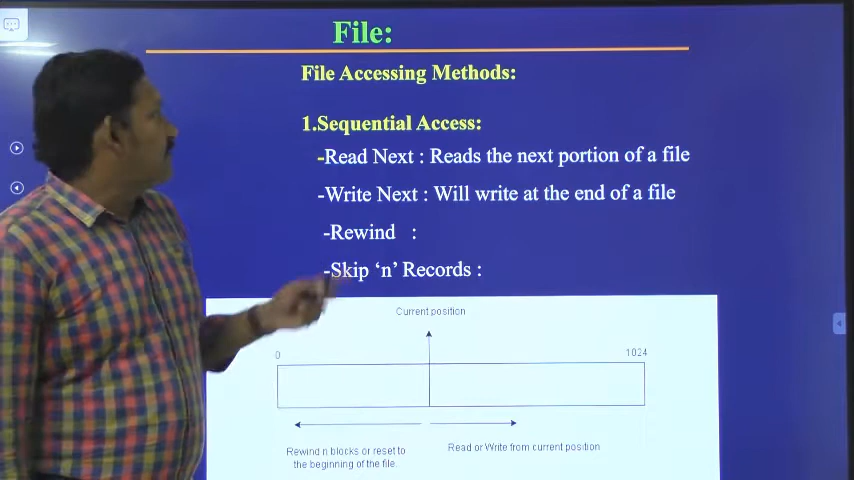 File:
File Accessing Methods:
1.Sequential Access:
-Read Next : Reads the next portion of a file
-Write Next : Will write at the end of a file
-Rewind :
-Skip ‘n’ Records :
Current position
0
1024
Rewind n blocks or reset to
the beginning of the file.
Read or Write from current position